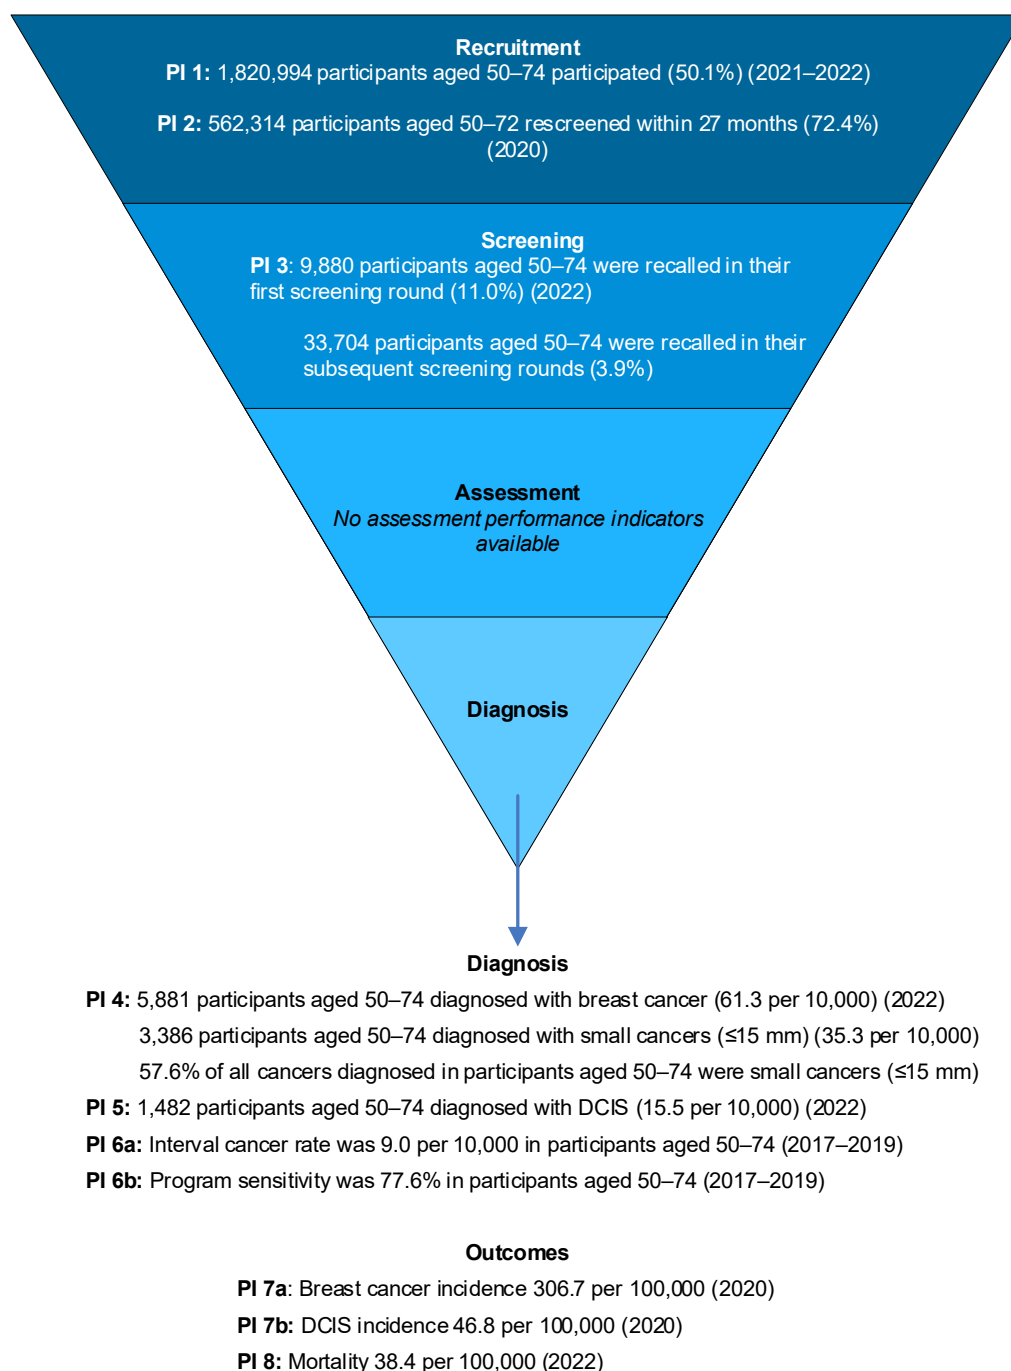 Recruitment
PI 1: 1,820,994 participants aged 50–74 participated (50.1%) (2021–2022)
PI 2: 562,314 participants aged 50–72 rescreened within 27 months (72.4%)
(2020)
Screening
PI 3: 9,880 participants aged 50–74 were recalled in their
first screening round (11.0%) (2022)
33,704 participants aged 50–74 were recalled in their
subsequent screening rounds (3.9%)
Assessment
No assessment performance indicators
available
Diagnosis
Diagnosis
PI 4: 5,881 participants aged 50–74 diagnosed with breast cancer (61.3 per 10,000) (2022)
3,386 participants aged 50–74 diagnosed with small cancers (≤15 mm) (35.3 per 10,000)
57.6% of all cancers diagnosed in participants aged 50–74 were small cancers (≤15 mm)
PI 5: 1,482 participants aged 50–74 diagnosed with DCIS (15.5 per 10,000) (2022)
PI 6a: Interval cancer rate was 9.0 per 10,000 in participants aged 50–74 (2017–2019)
PI 6b: Program sensitivity was 77.6% in participants aged 50–74 (2017–2019)
Outcomes
PI 7a: Breast cancer incidence 306.7 per 100,000 (2020)
PI 7b: DCIS incidence 46.8 per 100,000 (2020)
PI 8: Mortality 38.4 per 100,000 (2022)